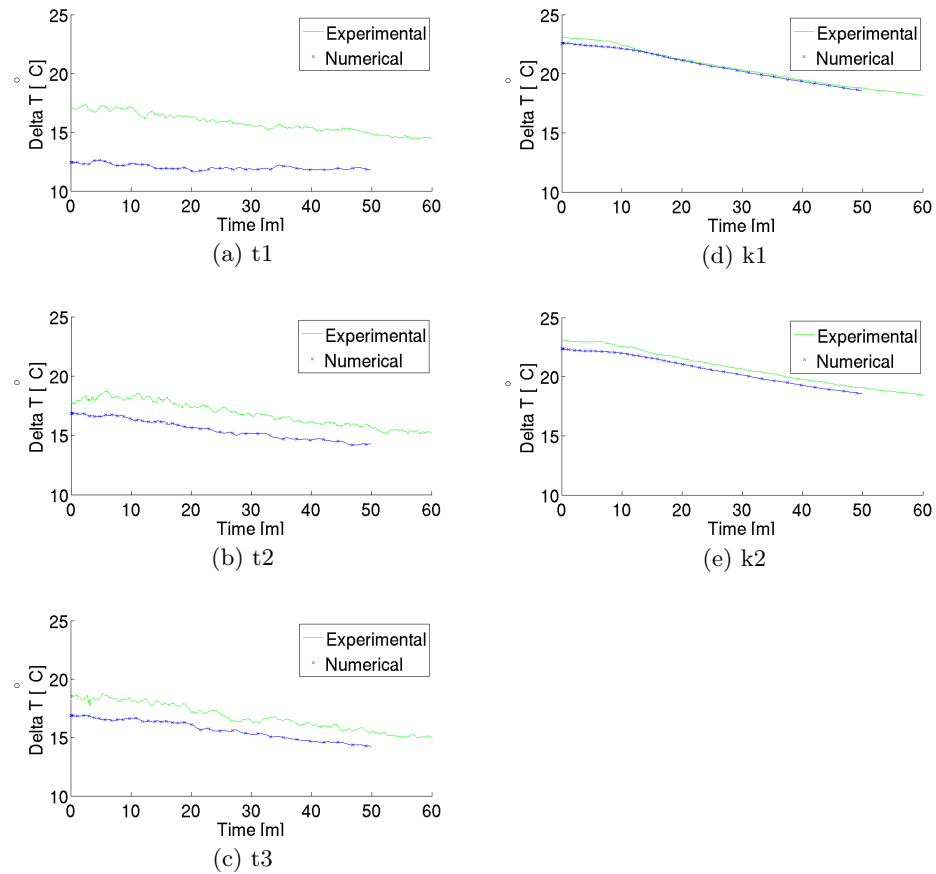 25
20
15
10
Delta T [ °C]
0 10 20 30 40 50 60
Time [m]
Experimental
Numerical
(a) t1
25
20
15
10
Delta T [ °C]
0 10 20 30 40 50 60
Time [m]
Experimental
Numerical
(d) k1
25
20
15
10
Delta T [ °C]
0 10 20 30 40 50 60
Time [m]
Experimental
Numerical
(b) t2
25
20
15
10
Delta T [ °C]
0 10 20 30 40 50 60
Time [m]
Experimental
Numerical
(e) k2
25
20
15
10
Delta T [ °C]
0 10 20 30 40 50 60
Time [m]
Experimental
Numerical
(c) t3